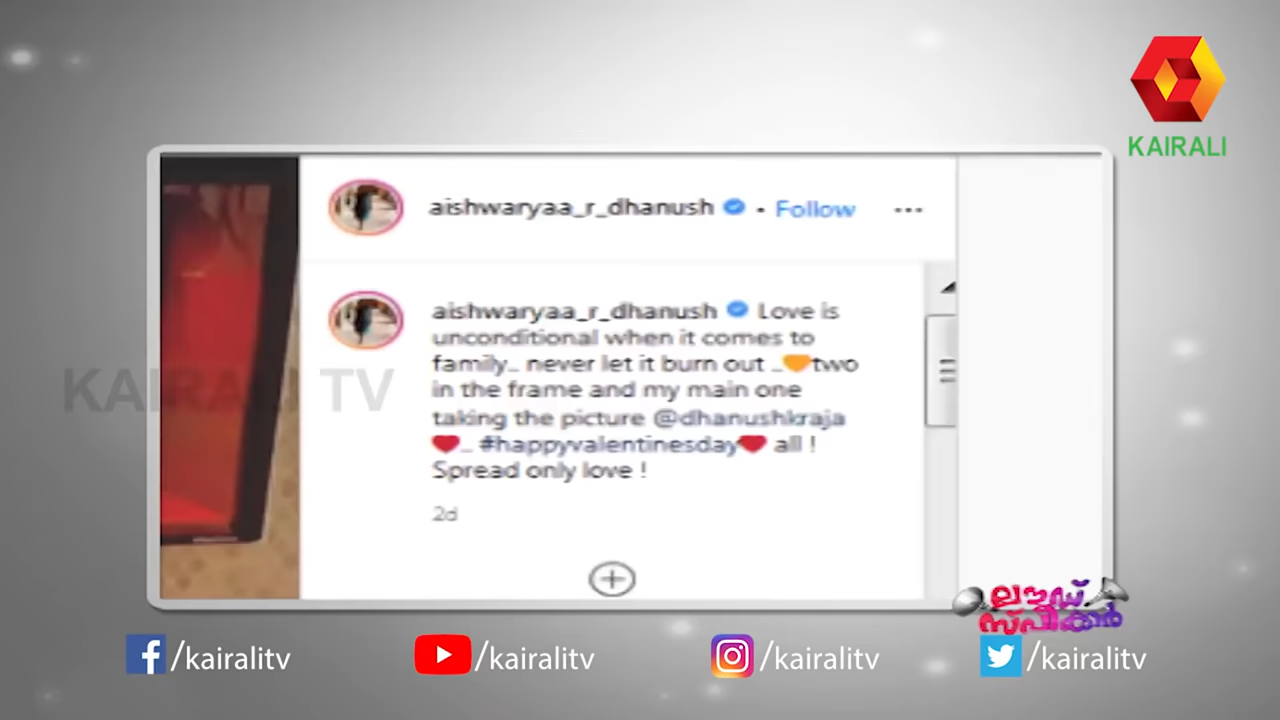 KAIRALI
aishwaryaa_r_dhanush • Follow ...
aishwaryaa_r_dhanush Love is
unconditional when it comes to
family.. never let it burn out ..🧡two
in the frame and my main one
taking the picture @dhanushkraja
❤️.. #happyvalentinesday❤️ all !
Spread only love !
2d
KAIRALI TV
ലൗഡ്
സ്പീക്കർ
/kairalitv
/kairalitv
/kairalitv
/kairalitv